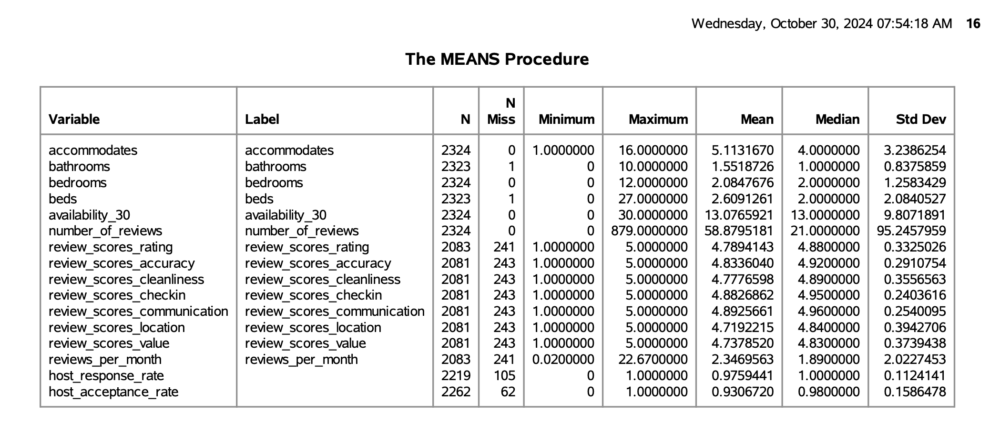 Wednesday, October 30, 2024 07:54:18 AM 16
The MEANS Procedure
Variable Label N N Miss Minimum Maximum Mean Median Std Dev
accommodates accommodates 2324 0 1.0000000 16.0000000 5.1131670 4.0000000 3.2386254
bathrooms bathrooms 2323 1 0 10.0000000 1.5518726 1.0000000 0.8375859
bedrooms bedrooms 2324 0 0 12.0000000 2.0847676 2.0000000 1.2583429
beds beds 2323 1 0 27.0000000 2.6091261 2.0000000 2.0840527
availability_30 availability_30 2324 0 0 30.0000000 13.0765921 13.0000000 9.8071891
number_of_reviews number_of_reviews 2324 0 0 879.0000000 58.8795181 21.0000000 95.2457959
review_scores_rating review_scores_rating 2083 241 1.0000000 5.0000000 4.7894143 4.8800000 0.3325026
review_scores_accuracy review_scores_accuracy 2081 243 1.0000000 5.0000000 4.8336040 4.9200000 0.2910754
review_scores_cleanliness review_scores_cleanliness 2081 243 1.0000000 5.0000000 4.7776598 4.8900000 0.3556563
review_scores_checkin review_scores_checkin 2081 243 1.0000000 5.0000000 4.8826862 4.9500000 0.2403616
review_scores_communication review_scores_communication 2081 243 1.0000000 5.0000000 4.8925661 4.9600000 0.2540095
review_scores_location review_scores_location 2081 243 1.0000000 5.0000000 4.7192215 4.8400000 0.3942706
review_scores_value review_scores_value 2081 243 1.0000000 5.0000000 4.7378520 4.8300000 0.3739438
reviews_per_month reviews_per_month 2083 241 0.0200000 22.6700000 2.3469563 1.8900000 2.0227453
host_response_rate 2219 105 0 1.0000000 0.9759441 1.0000000 0.1124141
host_acceptance_rate 2262 62 0 1.0000000 0.9306720 0.9800000 0.1586478